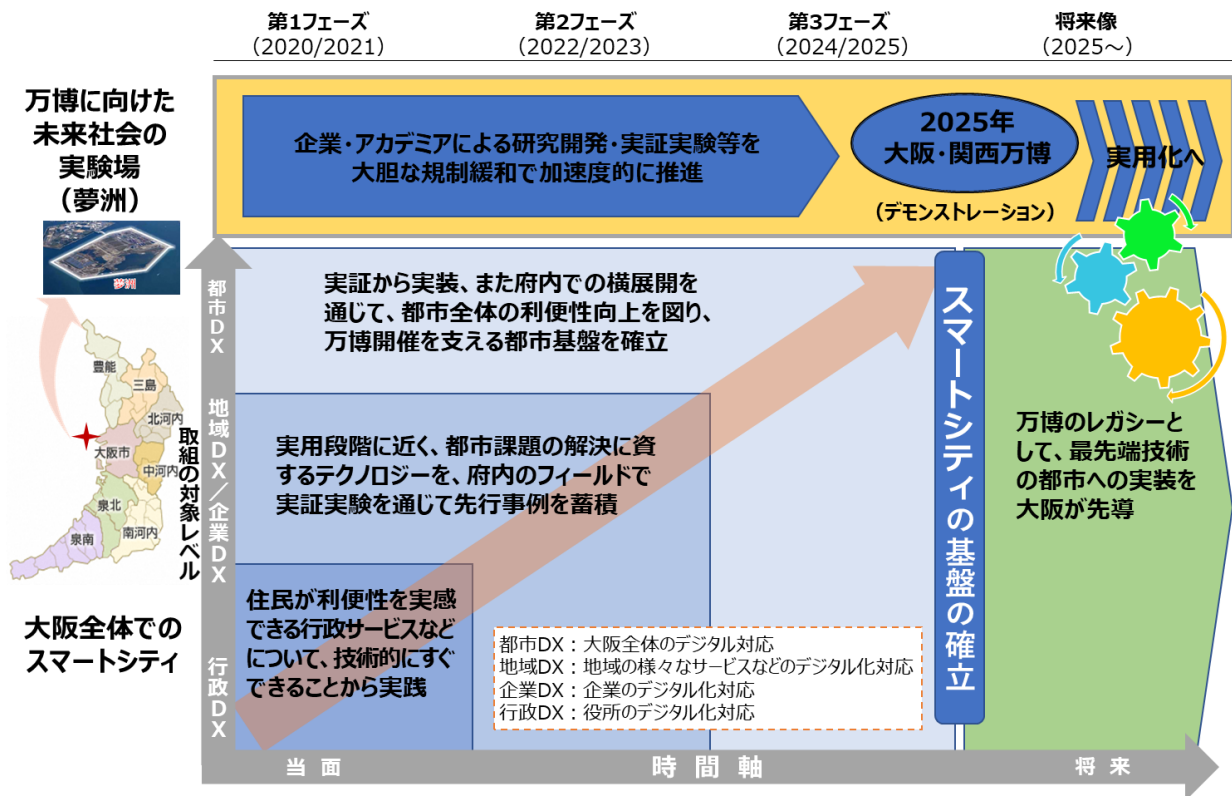 第1フェーズ
(2020/2021)
第2フェーズ
(2022/2023)
第3フェーズ
(2024/2025)
将来像
(2025～)
万博に向けた
未来社会の
実験場
(夢洲)
企業・アカデミアによる研究開発・実証実験等を
大胆な規制緩和で加速度的に推進
2025年
大阪・関西万博
(デモンストレーション)
実用化へ
夢洲
豊能
三島
北河内
大阪市
中河内
泉北
南河内
泉南
取組の対象レベル
大阪全体での
スマートシティ
都市DX
地域DX／企業DX
行政DX
実証から実装、また府内での横展開を
通じて、都市全体の利便性向上を図り、
万博開催を支える都市基盤を確立
実用段階に近く、都市課題の解決に資
するテクノロジーを、府内のフィールドで
実証実験を通じて先行事例を蓄積
住民が利便性を実感
できる行政サービスなど
について、技術的にすぐ
できることから実践
都市DX：大阪全体のデジタル対応
地域DX：地域の様々なサービスなどのデジタル化対応
企業DX：企業のデジタル化対応
行政DX：役所のデジタル化対応
スマートシティの基盤の確立
万博のレガシーと
して、最先端技術
の都市への実装を
大阪が先導
当面
時間軸
将来